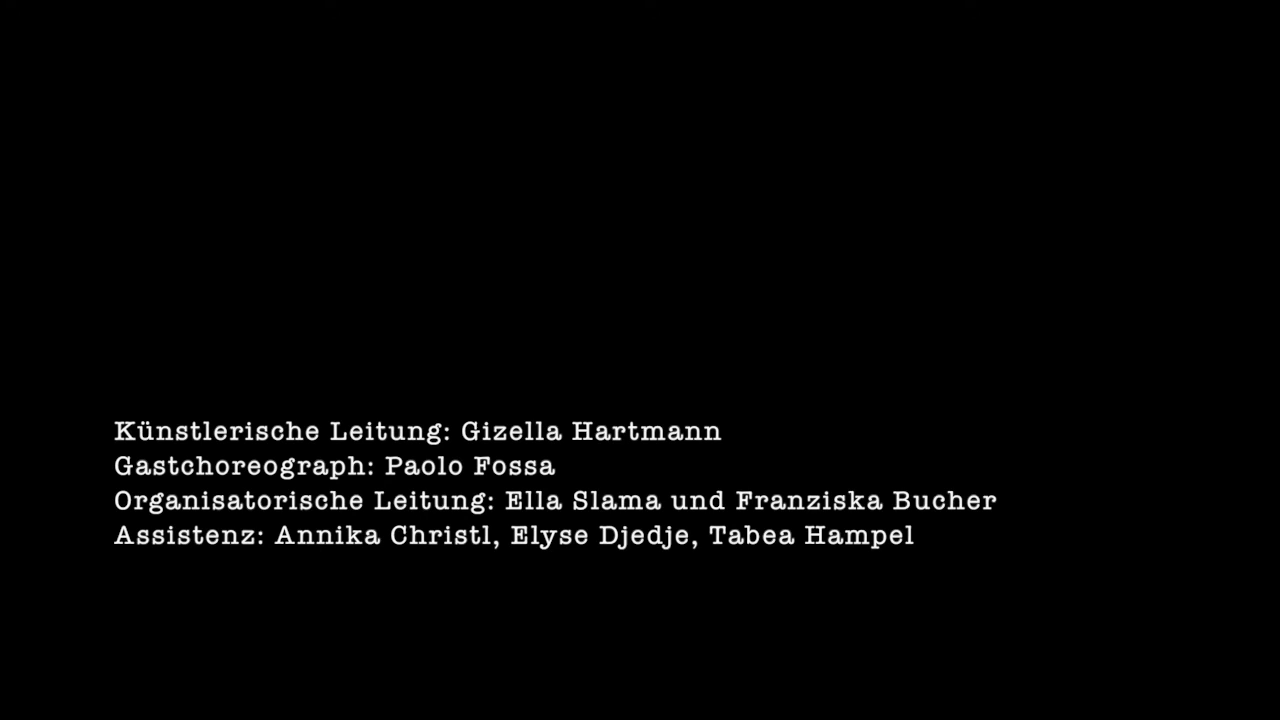 Künstlerische Leitung: Gizella Hartmann
Gastchoreograph: Paolo Fossa
Organisatorische Leitung: Ella Slama und Franziska Bucher
Assistenz: Annika Christl, Elyse Djedje, Tabea Hampel